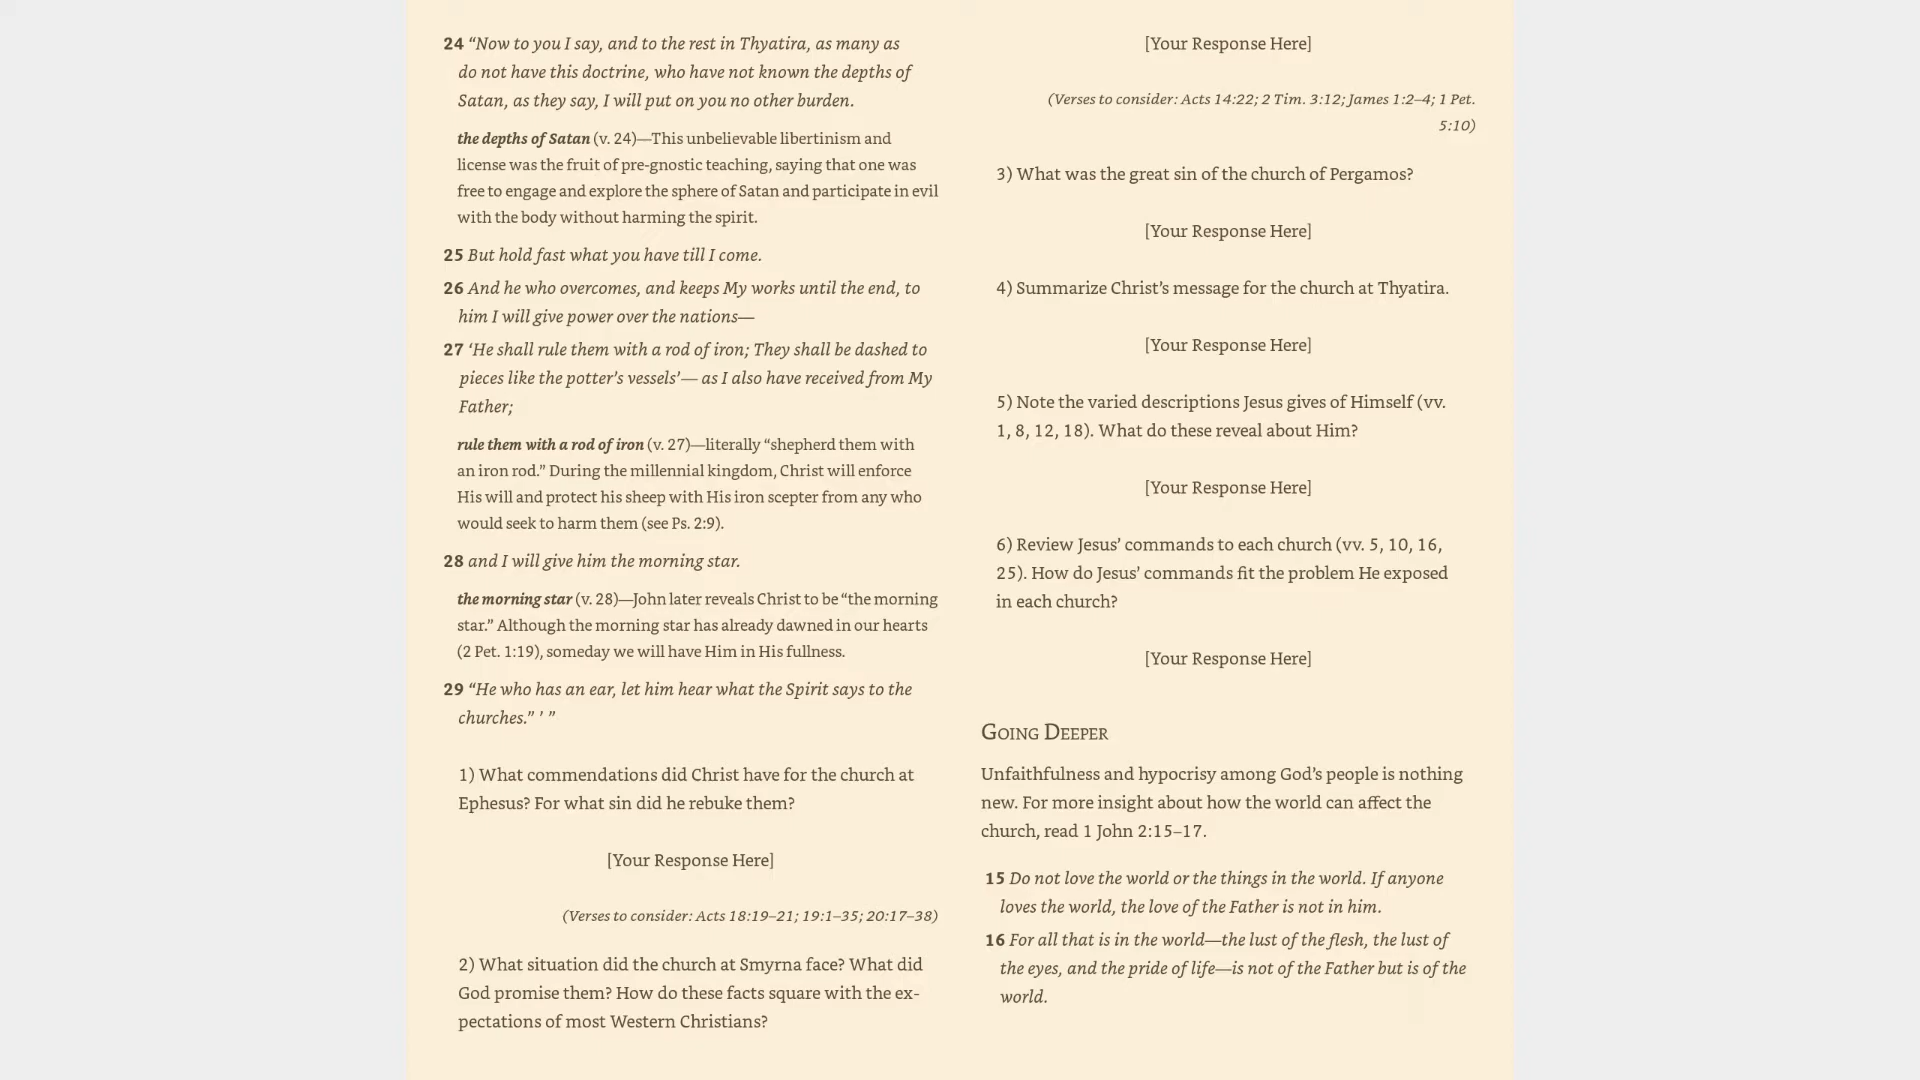 24 “Now to you I say, and to the rest in Thyatira, as many as
do not have this doctrine, who have not known the depths of
Satan, as they say, I will put on you no other burden.
the depths of Satan (v. 24)—This unbelievable libertinism and
license was the fruit of pre-gnostic teaching, saying that one was
free to engage and explore the sphere of Satan and participate in evil
with the body without harming the spirit.
25 But hold fast what you have till I come.
26 And he who overcomes, and keeps My works until the end, to
him I will give power over the nations—
27 ‘He shall rule them with a rod of iron; They shall be dashed to
pieces like the potter’s vessels’— as I also have received from My
Father;
rule them with a rod of iron (v. 27)—literally “shepherd them with
an iron rod.” During the millennial kingdom, Christ will enforce
His will and protect his sheep with His iron scepter from any who
would seek to harm them (see Ps. 2:9).
28 and I will give him the morning star.
the morning star (v. 28)—John later reveals Christ to be “the morning
star.” Although the morning star has already dawned in our hearts
(2 Pet. 1:19), someday we will have Him in His fullness.
29 “He who has an ear, let him hear what the Spirit says to the
churches.” ’ ”
1) What commendations did Christ have for the church at
Ephesus? For what sin did he rebuke them?
[Your Response Here]
(Verses to consider: Acts 18:19–21; 19:1–35; 20:17–38)
2) What situation did the church at Smyrna face? What did
God promise them? How do these facts square with the ex-
pectations of most Western Christians?
[Your Response Here]
(Verses to consider: Acts 14:22; 2 Tim. 3:12; James 1:2–4; 1 Pet.
5:10)
3) What was the great sin of the church of Pergamos?
[Your Response Here]
4) Summarize Christ’s message for the church at Thyatira.
[Your Response Here]
5) Note the varied descriptions Jesus gives of Himself (vv.
1, 8, 12, 18). What do these reveal about Him?
[Your Response Here]
6) Review Jesus’ commands to each church (vv. 5, 10, 16,
25). How do Jesus’ commands fit the problem He exposed
in each church?
[Your Response Here]
Going Deeper
Unfaithfulness and hypocrisy among God’s people is nothing
new. For more insight about how the world can affect the
church, read 1 John 2:15–17.
15 Do not love the world or the things in the world. If anyone
loves the world, the love of the Father is not in him.
16 For all that is in the world—the lust of the flesh, the lust of
the eyes, and the pride of life—is not of the Father but is of the
world.